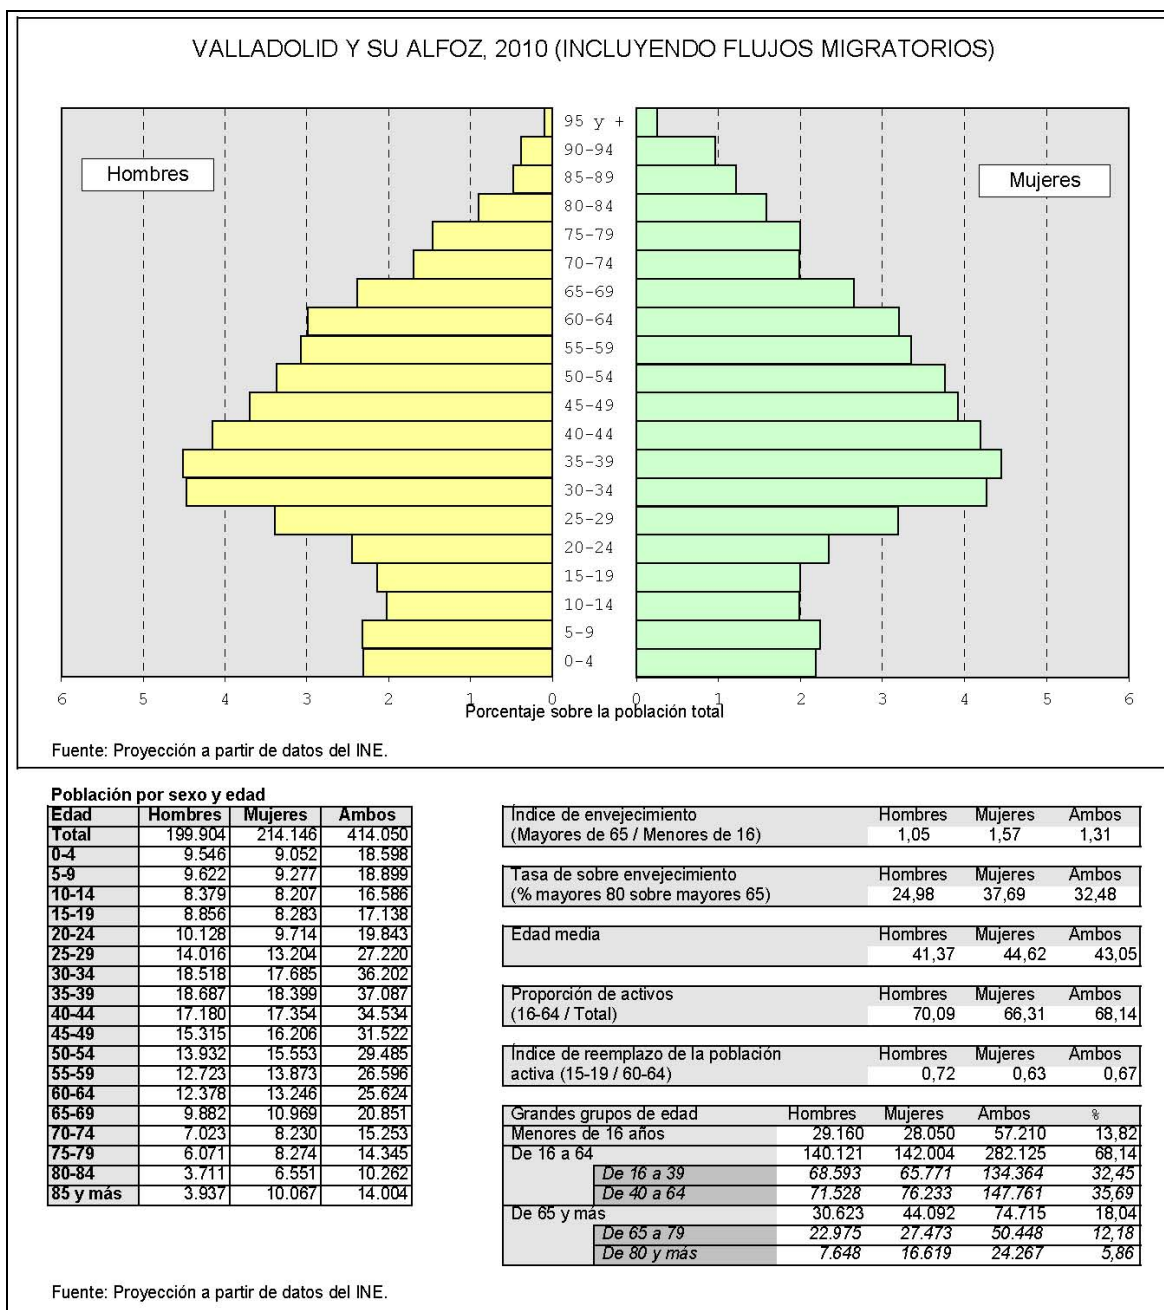 VALLADOLID Y SU ALFOZ, 2010 (INCLUYENDO FLUJOS MIGRATORIOS)
Hombres
Mujeres
95 y +
90-94
85-89
80-84
75-79
70-74
65-69
60-64
55-59
50-54
45-49
40-44
35-39
30-34
25-29
20-24
15-19
10-14
5-9
0-4
6 5 4 3 2 1 0 0 1 2 3 4 5 6
Porcentaje sobre la población total
Fuente: Proyección a partir de datos del INE.
Población por sexo y edad
Edad Hombres Mujeres Ambos
Total 199.904 214.146 414.050
0-4 9.546 9.052 18.598
5-9 9.622 9.277 18.899
10-14 8.379 8.207 16.586
15-19 8.856 8.283 17.138
20-24 10.128 9.714 19.843
25-29 14.016 13.204 27.220
30-34 18.518 17.685 36.202
35-39 18.687 18.399 37.087
40-44 17.180 17.354 34.534
45-49 15.315 16.206 31.522
50-54 13.932 15.553 29.485
55-59 12.723 13.873 26.596
60-64 12.378 13.246 25.624
65-69 9.882 10.969 20.851
70-74 7.023 8.230 15.253
75-79 6.071 8.274 14.345
80-84 3.711 6.551 10.262
85 y más 3.937 10.067 14.004
Índice de envejecimiento Hombres Mujeres Ambos
(Mayores de 65 / Menores de 16) 1,05 1,57 1,31
Tasa de sobre envejecimiento Hombres Mujeres Ambos
(% mayores 80 sobre mayores 65) 24,98 37,69 32,48
Edad media Hombres Mujeres Ambos
41,37 44,62 43,05
Proporción de activos Hombres Mujeres Ambos
(16-64 / Total) 70,09 66,31 68,14
Índice de reemplazo de la población Hombres Mujeres Ambos
activa (15-19 / 60-64) 0,72 0,63 0,67
Grandes grupos de edad Hombres Mujeres Ambos %
Menores de 16 años 29.160 28.050 57.210 13,82
De 16 a 64 140.121 142.004 282.125 68,14
De 16 a 39 68.593 65.771 134.364 32,45
De 40 a 64 71.528 76.233 147.761 35,69
De 65 y más 30.623 44.092 74.715 18,04
De 65 a 79 22.975 27.473 50.448 12,18
De 80 y más 7.648 16.619 24.267 5,86
Fuente: Proyección a partir de datos del INE.